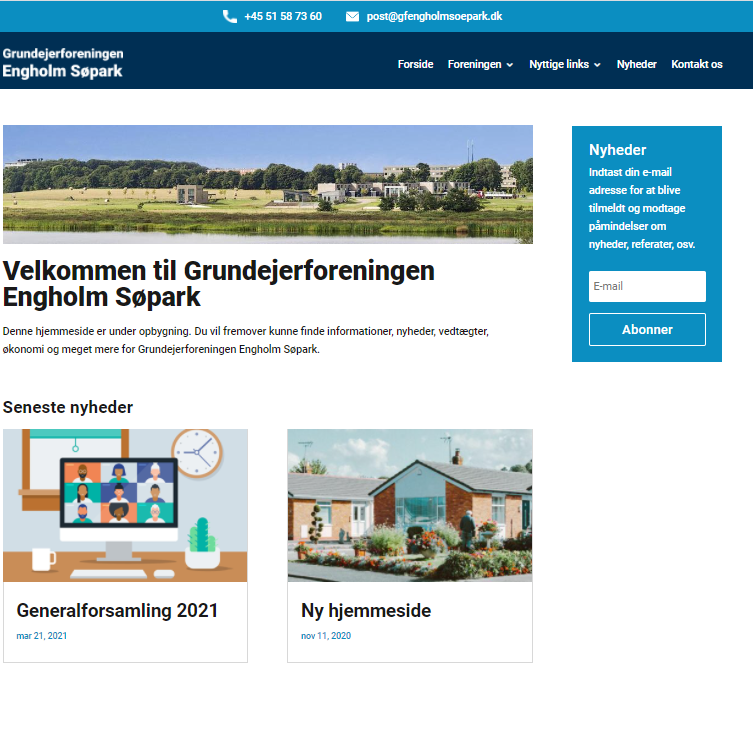 +45 51 58 73 60
post@gfengholmsoepark.dk
Grundejerforeningen
Engholm Søpark
Forside
Foreningen
Nyttige links
Nyheder
Kontakt os
Velkommen til Grundejerforeningen
Engholm Søpark
Denne hjemmeside er under opbygning. Du vil fremover kunne finde informationer, nyheder, vedtægter,
økonomi og meget mere for Grundejerforeningen Engholm Søpark.
Nyheder
Indtast din e-mail
adresse for at blive
tilmeldt og modtage
påmindelser om
nyheder, referater, osv.
E-mail
Abonner
Seneste nyheder
Generalforsamling 2021
mar 21, 2021
Ny hjemmeside
nov 11, 2020